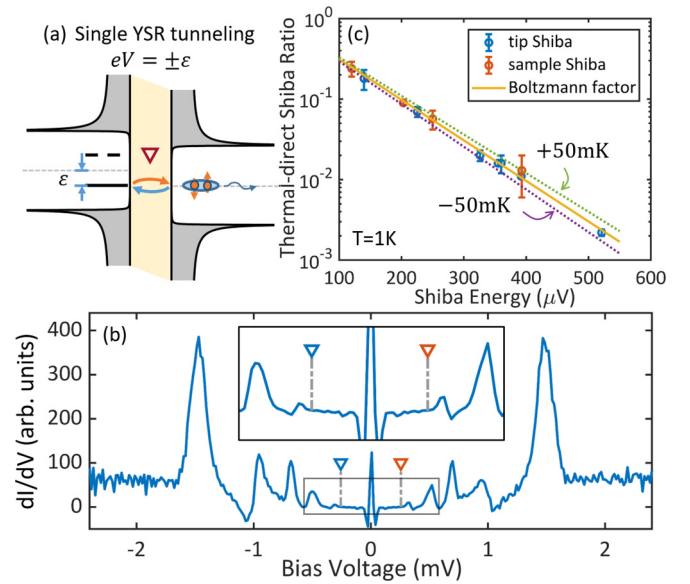 (a) Single YSR tunneling
eV = ±ε
ε
(c)
Thermal-direct Shiba Ratio
10⁰
10⁻¹
10⁻²
10⁻³
tip Shiba
sample Shiba
Boltzmann factor
+50mK
−50mK
T=1K
100 200 300 400 500 600
Shiba Energy (μV)
(b)
dI/dV (arb. units)
400
300
200
100
0
-2 -1 0 1 2
Bias Voltage (mV)